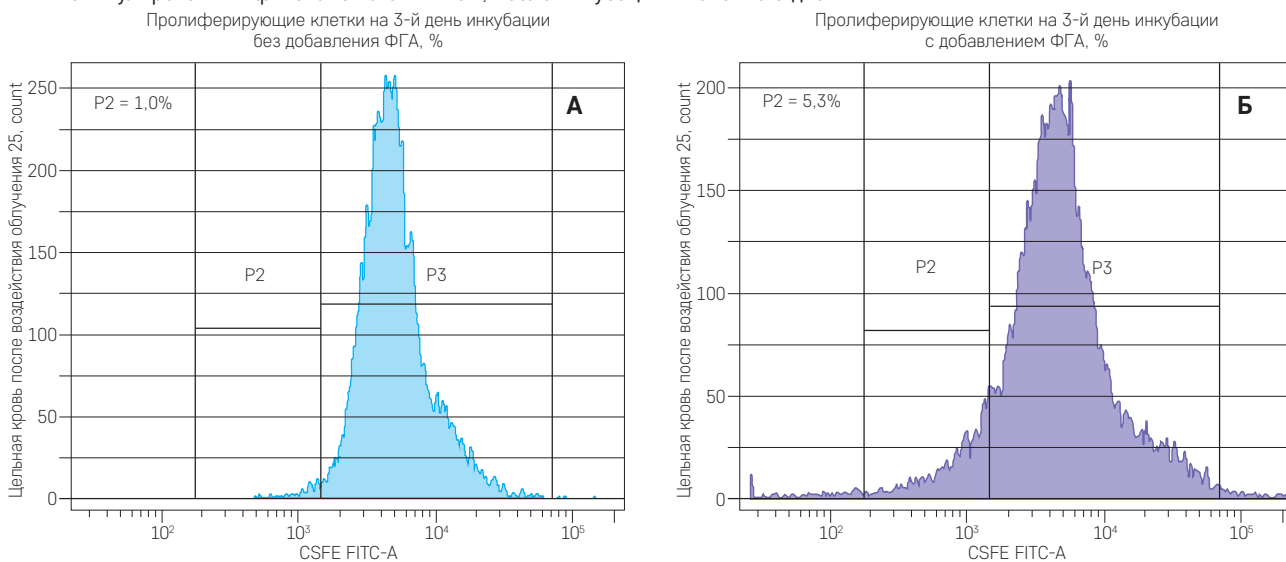 Пролиферирующие клетки на 3-й день инкубации
без добавления ФГА, %
250
200
150
100
50
0
Цельная кровь после воздействия облучения 25, count
P2 = 1,0%
А
P2
P3
10²
10³
10⁴
10⁵
CSFE FITC-A
Пролиферирующие клетки на 3-й день инкубации
с добавлением ФГА, %
200
150
100
50
0
Цельная кровь после воздействия облучения 25, count
P2 = 5,3%
Б
P2
P3
10²
10³
10⁴
10⁵
CSFE FITC-A